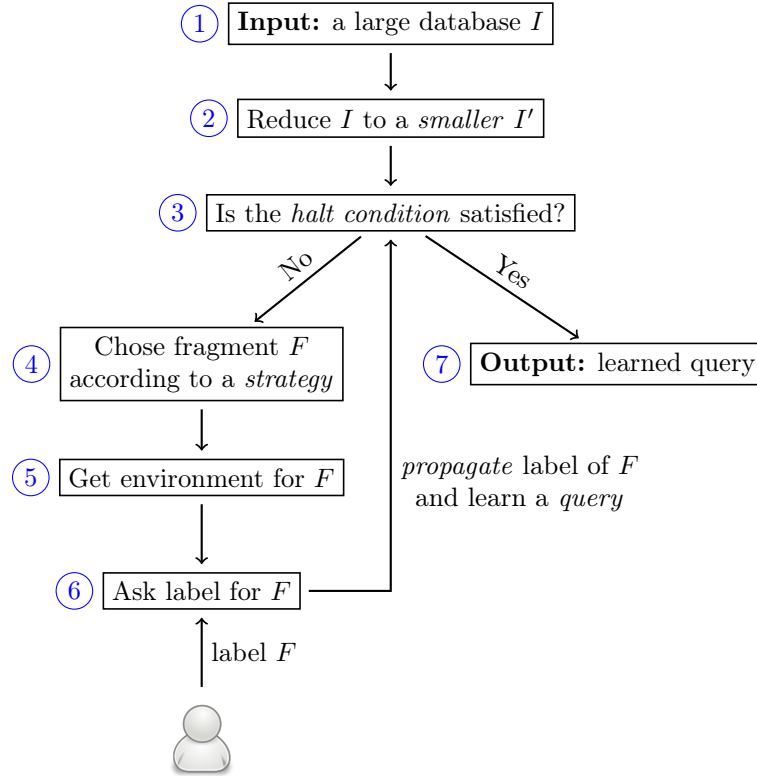 1 Input: a large database I
2 Reduce I to a smaller I′
3 Is the halt condition satisfied?
No
Yes
4 Chose fragment F
according to a strategy
7 Output: learned query
5 Get environment for F
propagate label of F
and learn a query
6 Ask label for F
label F